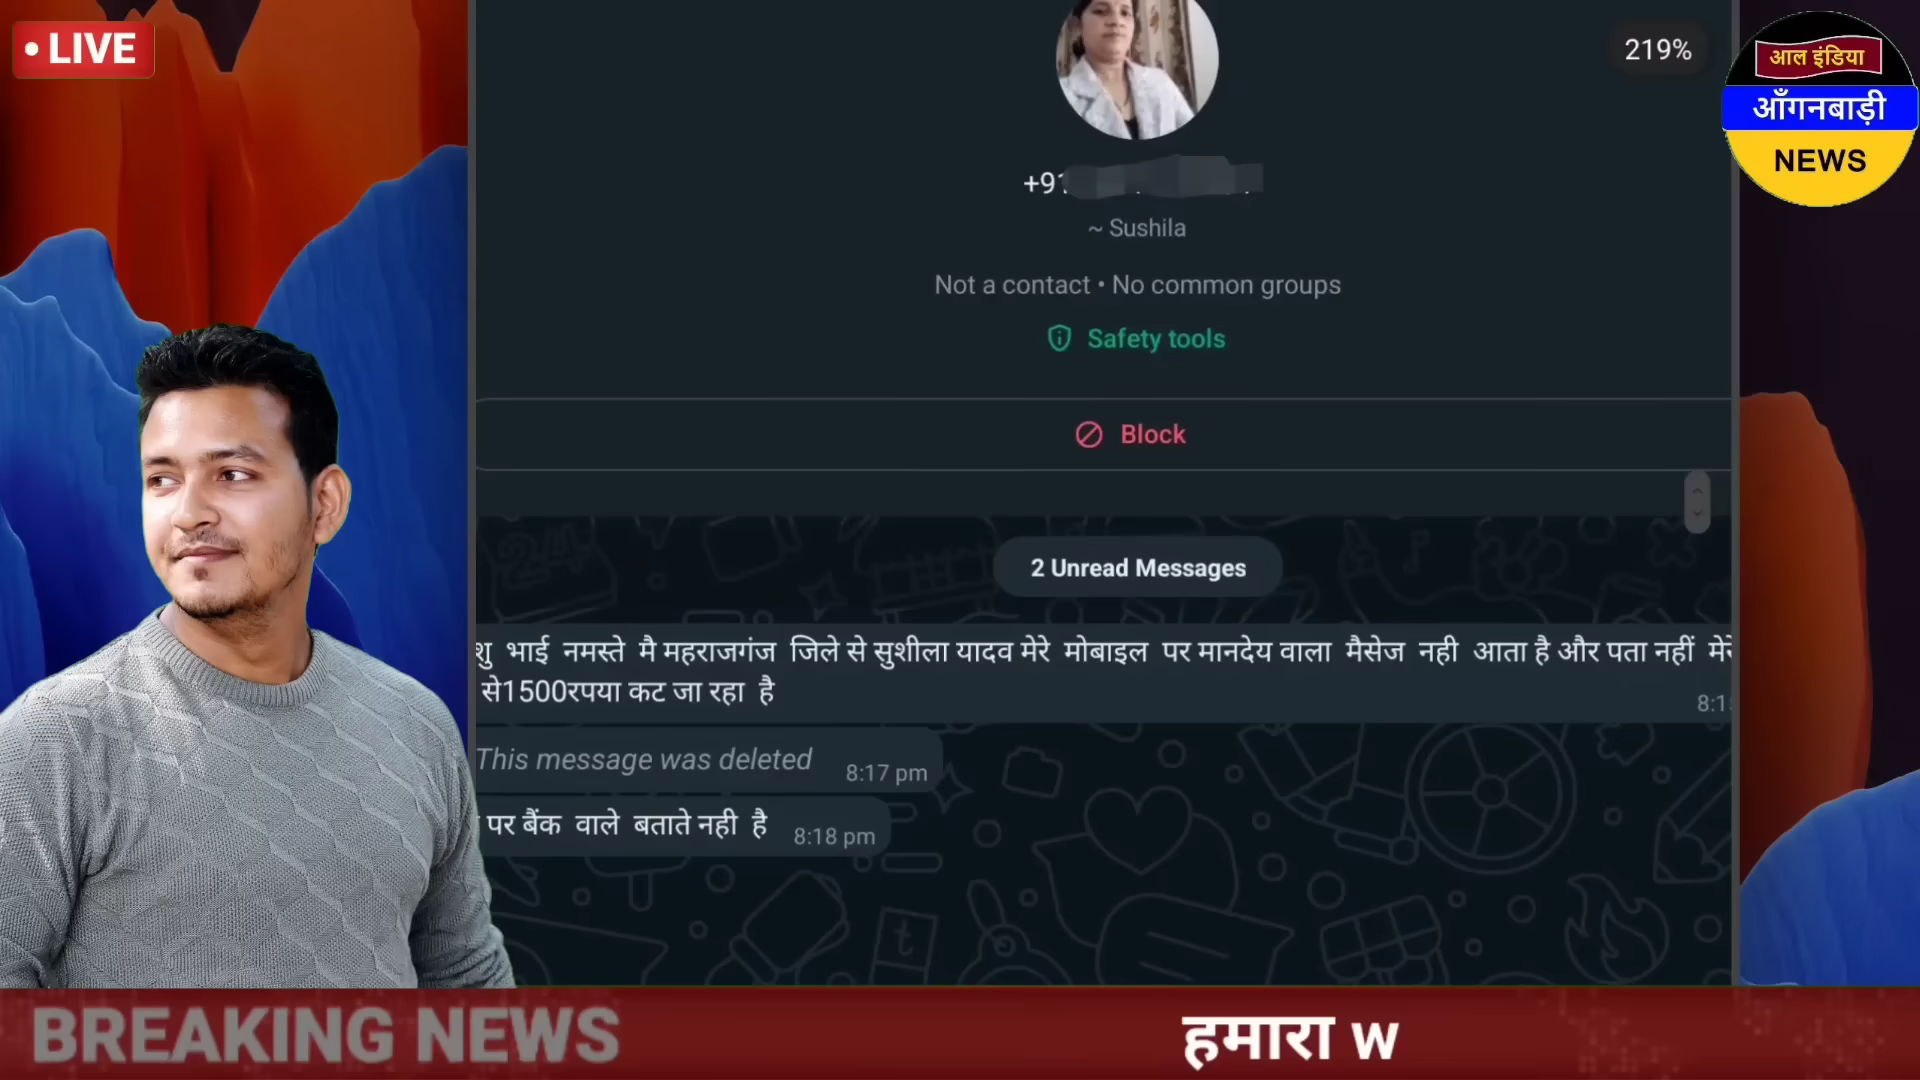 • LIVE
219%
आल इंडिया
आँगनबाड़ी
NEWS
+91
~ Sushila
Not a contact • No common groups
Safety tools
Block
2 Unread Messages
भाई नमस्ते मै महराजगंज जिले से सुशीला यादव मेरे मोबाइल पर मानदेय वाला मैसेज नही आता है और पता नहीं
से1500रपया कट जा रहा है
This message was deleted
8:17 pm
पर बैंक वाले बताते नही है
8:18 pm
BREAKING NEWS
हमारा w